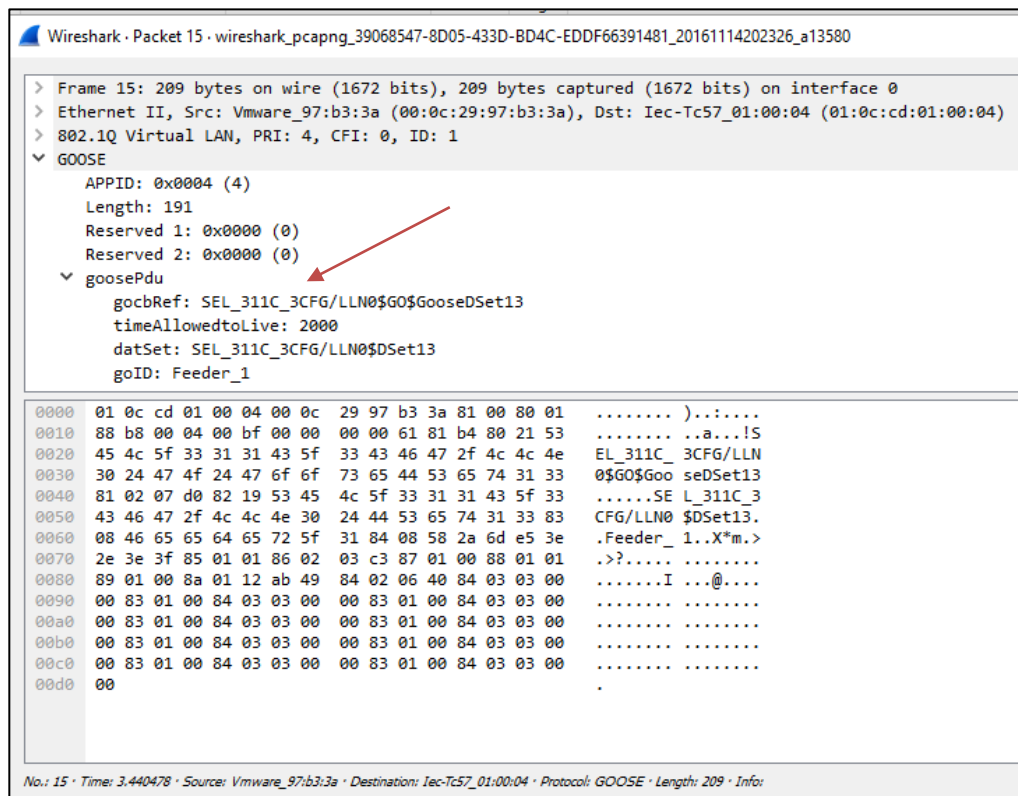 Wireshark · Packet 15 · wireshark_pcapng_39068547-8D05-433D-BD4C-EDDF66391481_20161114202326_a13580
> Frame 15: 209 bytes on wire (1672 bits), 209 bytes captured (1672 bits) on interface 0
> Ethernet II, Src: Vmware_97:b3:3a (00:0c:29:97:b3:3a), Dst: Iec-Tc57_01:00:04 (01:0c:cd:01:00:04)
> 802.1Q Virtual LAN, PRI: 4, CFI: 0, ID: 1
GOOSE
APPID: 0x0004 (4)
Length: 191
Reserved 1: 0x0000 (0)
Reserved 2: 0x0000 (0)
goosePdu
gocbRef: SEL_311C_3CFG/LLN0$GO$GooseDSet13
timeAllowedtoLive: 2000
datSet: SEL_311C_3CFG/LLN0$DSet13
goID: Feeder_1
0000 01 0c cd 01 00 04 00 0c 29 97 b3 3a 81 00 80 01 ........ )..:....
0010 88 b8 00 04 00 bf 00 00 00 00 61 81 b4 80 21 53 ........ ..a...!S
0020 45 4c 5f 33 31 31 43 5f 33 43 46 47 2f 4c 4c 4e EL_311C_ 3CFG/LLN
0030 30 24 47 4f 24 47 6f 6f 73 65 44 53 65 74 31 33 0$GO$Goo seDSet13
0040 81 02 07 d0 82 19 53 45 4c 5f 33 31 31 43 5f 33 ......SE L_311C_3
0050 43 46 47 2f 4c 4c 4e 30 24 44 53 65 74 31 33 83 CFG/LLN0 $DSet13.
0060 08 46 65 65 64 65 72 5f 31 84 08 58 2a 6d e5 3e .Feeder_ 1..X*m.>
0070 2e 3e 3f 85 01 01 86 02 03 c3 87 01 00 88 01 01 .>?..... ........
0080 89 01 00 8a 01 12 ab 49 84 02 06 40 84 03 03 00 .......I ...@....
0090 00 83 01 00 84 03 03 00 00 83 01 00 84 03 03 00 ........ ........
00a0 00 83 01 00 84 03 03 00 00 83 01 00 84 03 03 00 ........ ........
00b0 00 83 01 00 84 03 03 00 00 83 01 00 84 03 03 00 ........ ........
00c0 00 83 01 00 84 03 03 00 00 83 01 00 84 03 03 00 ........ ........
00d0 00 .
No.: 15 · Time: 3.440478 · Source: Vmware_97:b3:3a · Destination: Iec-Tc57_01:00:04 · Protocol: GOOSE · Length: 209 · Info: